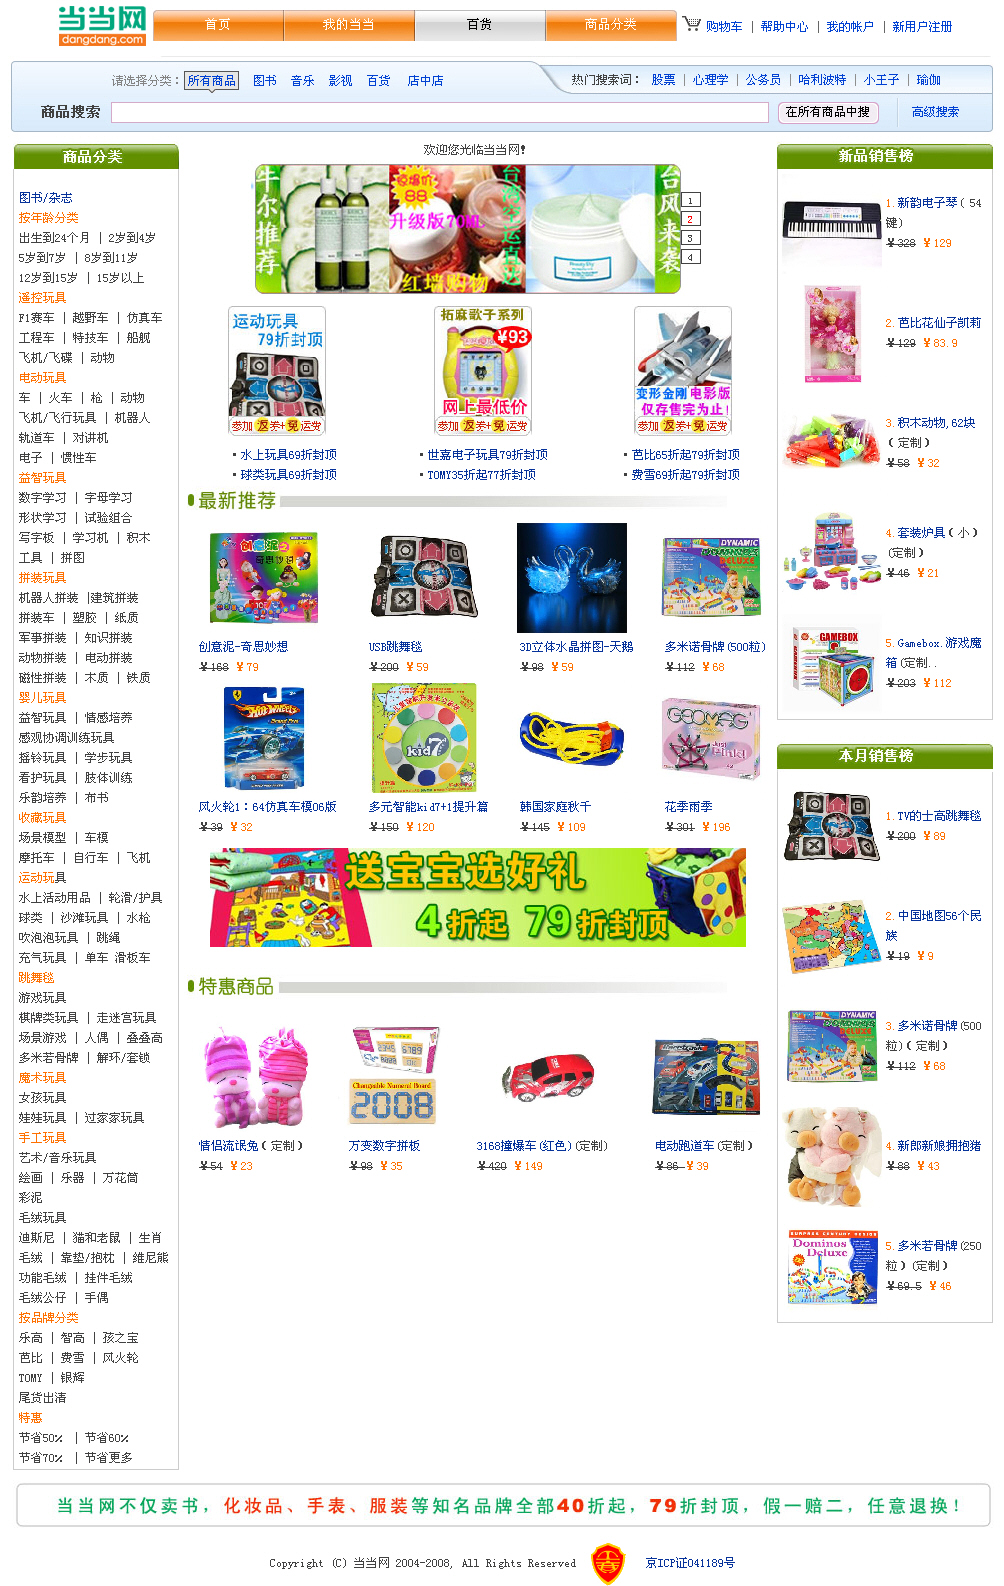 当当网
dangdang.com
首页 我的当当 百货 商品分类
购物车 | 帮助中心 | 我的帐户 | 新用户注册
请选择分类： 所有商品 图书 音乐 影视 百货 店中店
热门搜索词： 股票 | 心理学 | 公务员 | 哈利波特 | 小王子 | 瑜伽
商品搜索 在所有商品中搜 高级搜索
商品分类
图书/杂志
按年龄分类
出生到24个月 | 2岁到4岁
5岁到7岁 | 8岁到11岁
12岁到15岁 | 15岁以上
遥控玩具
F1赛车 | 越野车 | 仿真车
工程车 | 特技车 | 船舰
飞机/飞碟 | 动物
电动玩具
车 | 火车 | 枪 | 动物
飞机/飞行玩具 | 机器人
轨道车 | 对讲机
电子 | 惯性车
益智玩具
数字学习 | 字母学习
形状学习 | 试验组合
写字板 | 学习机 | 积木
工具 | 拼图
拼装玩具
机器人拼装 |建筑拼装
拼装车 | 塑胶 | 纸质
军事拼装 | 知识拼装
动物拼装 | 电动拼装
磁性拼装 | 木质 | 铁质
婴儿玩具
益智玩具 | 情感培养
感观协调训练玩具
摇铃玩具 | 学步玩具
看护玩具 | 肢体训练
乐韵培养 | 布书
收藏玩具
场景模型 | 车模
摩托车 | 自行车 | 飞机
运动玩具
水上活动用品 | 轮滑/护具
球类 | 沙滩玩具 | 水枪
吹泡泡玩具 | 跳绳
充气玩具 | 单车 滑板车
跳舞毯
游戏玩具
棋牌类玩具 | 走迷宫玩具
场景游戏 | 人偶 | 叠叠高
多米若骨牌 | 解环/套锁
魔术玩具
女孩玩具
娃娃玩具 | 过家家玩具
手工玩具
艺术/音乐玩具
绘画 | 乐器 | 万花筒
彩泥
毛绒玩具
迪斯尼 | 猫和老鼠 | 生肖
毛绒 | 靠垫/抱枕 | 维尼熊
功能毛绒 | 挂件毛绒
毛绒公仔 | 手偶
按品牌分类
乐高 | 智高 | 孩之宝
芭比 | 费雪 | 风火轮
TOMY | 银辉
尾货出清
特惠
节省50% | 节省60%
节省70% | 节省更多
欢迎您光临当当网!
牛尔推荐
88
升级版70ML
红墙购物
台风来袭
1
2
3
4
运动玩具
79折封顶
参加返券+免运费
拓麻歌子系列
¥93
网上最低价
参加返券+免运费
变形金刚电影版
仅存售完为止!
参加返券+免运费
· 水上玩具69折封顶 · 世嘉电子玩具79折封顶 · 芭比65折起79折封顶
· 球类玩具69折封顶 · TOMY35折起77折封顶 · 费雪69折起79折封顶
最新推荐
创意泥-奇思妙想 USB跳舞毯 3D立体水晶拼图-天鹅 多米诺骨牌(500粒)
¥168 ¥79 ¥200 ¥59 ¥98 ¥59 ¥112 ¥68
风火轮1：64仿真车模06版 多元智能kid7+1提升篇 韩国家庭秋千 花季雨季
¥39 ¥32 ¥150 ¥120 ¥145 ¥109 ¥301 ¥196
送宝宝选好礼
4折起 79折封顶
特惠商品
Changeable Numeral Board
2008
情侣流氓兔（定制） 万变数字拼板 3168撞爆车(红色)(定制) 电动跑道车(定制）
¥54 ¥23 ¥98 ¥35 ¥420 ¥149 ¥86 ¥39
新品销售榜
1. 新韵电子琴（ 54键）
¥328 ¥129
2. 芭比花仙子凯莉
¥129 ¥83.9
3. 积木动物,62块（定制）
¥58 ¥32
4. 套装炉具（小）(定制）
¥46 ¥21
GAMEBOX
5. Gamebox.游戏魔箱(定制..
¥203 ¥112
本月销售榜
1. TV的士高跳舞毯
¥200 ¥89
2. 中国地图56个民族
¥19 ¥9
DYNAMIC
3. 多米诺骨牌(500粒)（定制）
¥112 ¥68
4. 新郎新娘拥抱猪
¥88 ¥43
Dominoes Deluxe
5. 多米若骨牌(250粒）(定制）
¥69.5 ¥46
当当网不仅卖书，化妆品、手表、服装等知名品牌全部40折起，79折封顶，假一赔二，任意退换！
Copyright (C) 当当网 2004-2008, All Rights Reserved 京ICP证041189号